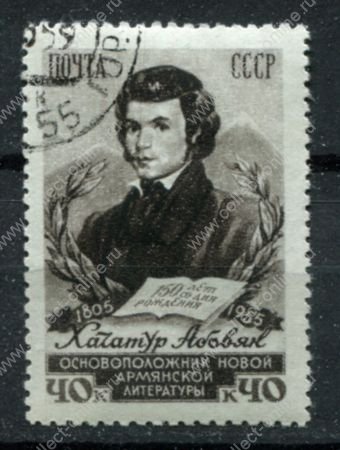 ПОЧТА СССР
150 ЛЕТ
СО ДНЯ
РОЖДЕНИЯ
1805 1955
Хачатур Абовян
ОСНОВОПОЛОЖНИК НОВОЙ
АРМЯНСКОЙ
ЛИТЕРАТУРЫ
40 К К 40